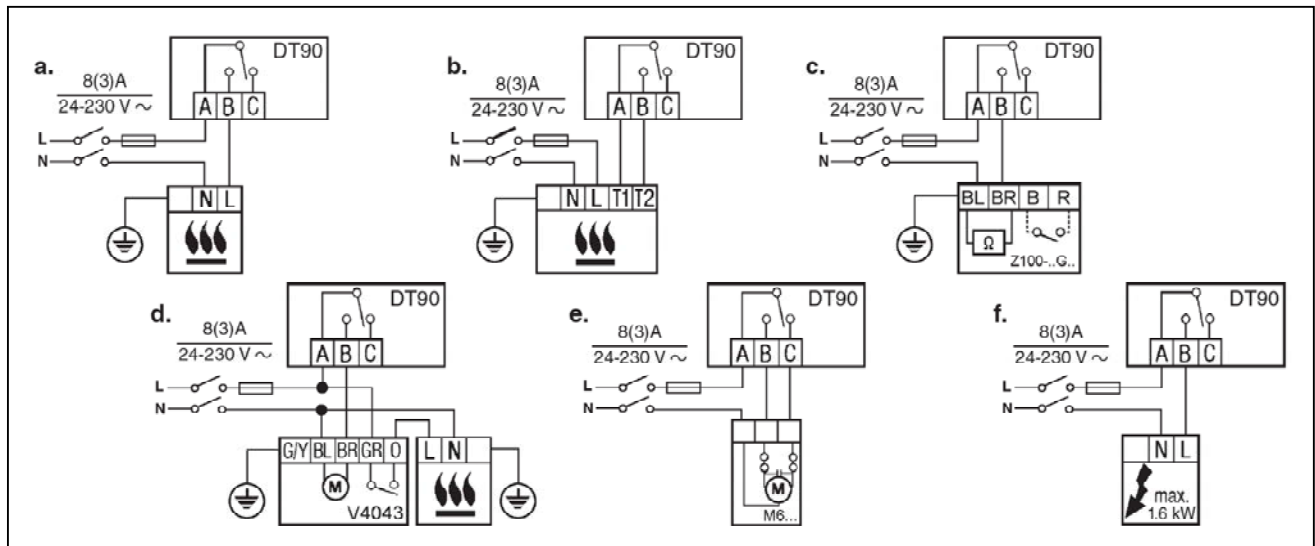 a.
DT90
8(3)A
24-230 V ~
A B C
L
N
N L
b.
DT90
8(3)A
24-230 V ~
A B C
L
N
N L T1 T2
c.
DT90
8(3)A
24-230 V ~
A B C
L
N
BL BR B R
Ω
Z100-..G..
d.
DT90
8(3)A
24-230 V ~
A B C
L
N
G/Y BL BR GR O
L N
M
V4043
e.
DT90
8(3)A
24-230 V ~
A B C
L
N
M
M6...
f.
DT90
8(3)A
24-230 V ~
A B C
L
N
N L
max.
1.6 kW